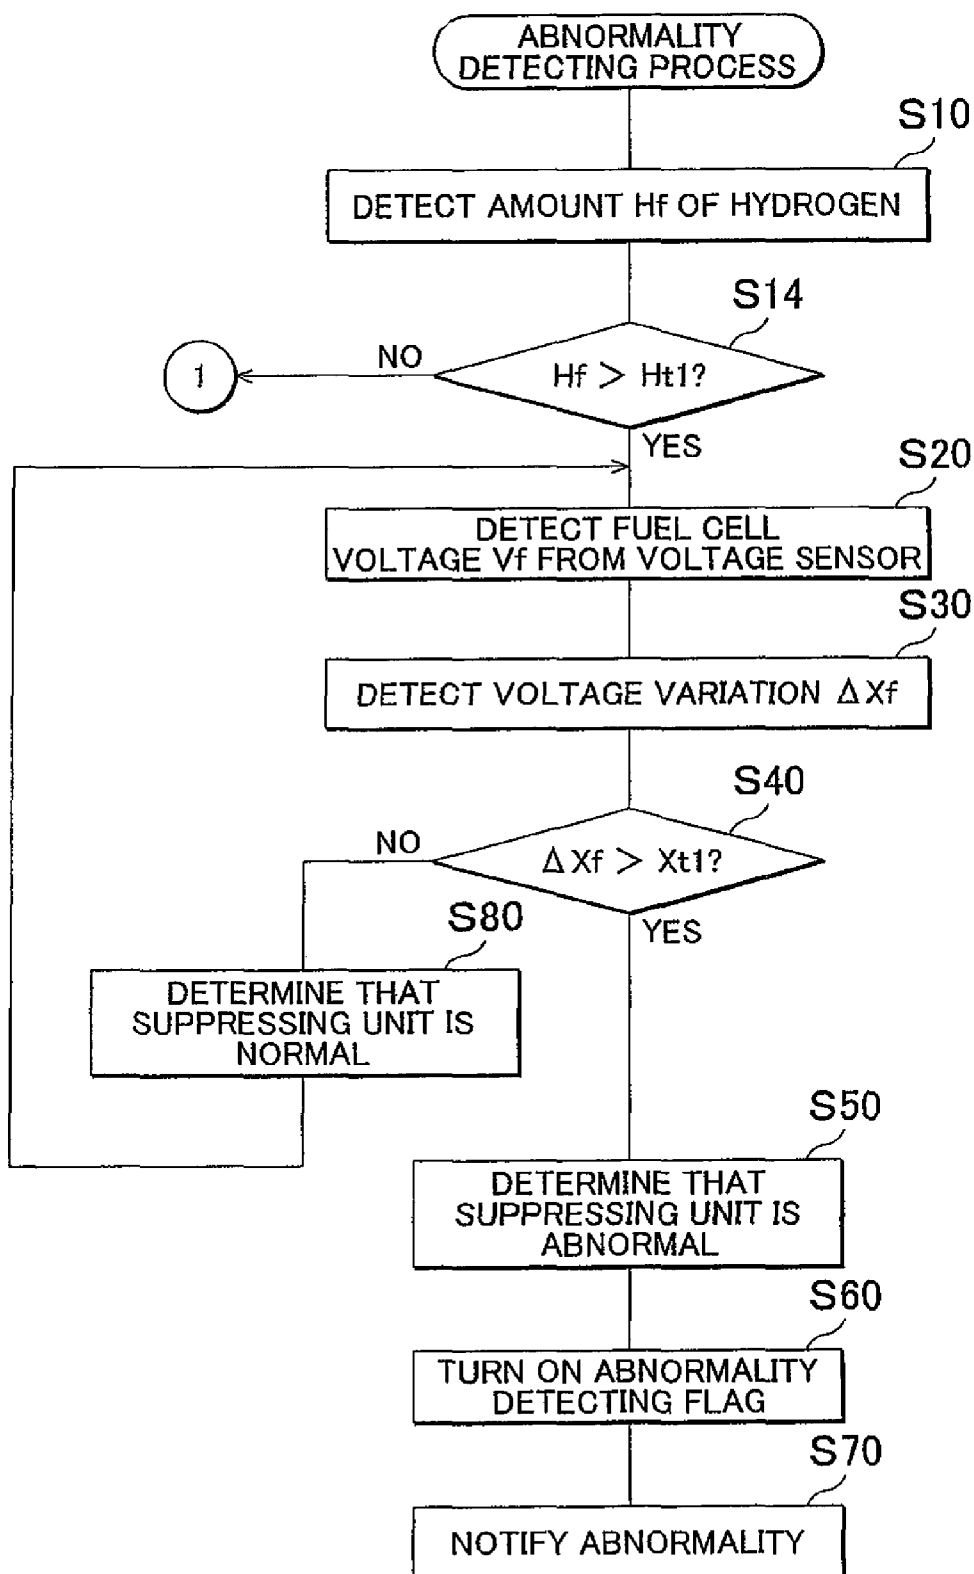 ABNORMALITY
DETECTING PROCESS
S10
DETECT AMOUNT Hf OF HYDROGEN
S14
Hf > Ht1?
NO
1
YES
S20
DETECT FUEL CELL
VOLTAGE Vf FROM VOLTAGE SENSOR
S30
DETECT VOLTAGE VARIATION ΔXf
S40
ΔXf > Xt1?
NO
YES
S80
DETERMINE THAT
SUPPRESSING UNIT IS
NORMAL
S50
DETERMINE THAT
SUPPRESSING UNIT IS
ABNORMAL
S60
TURN ON ABNORMALITY
DETECTING FLAG
S70
NOTIFY ABNORMALITY